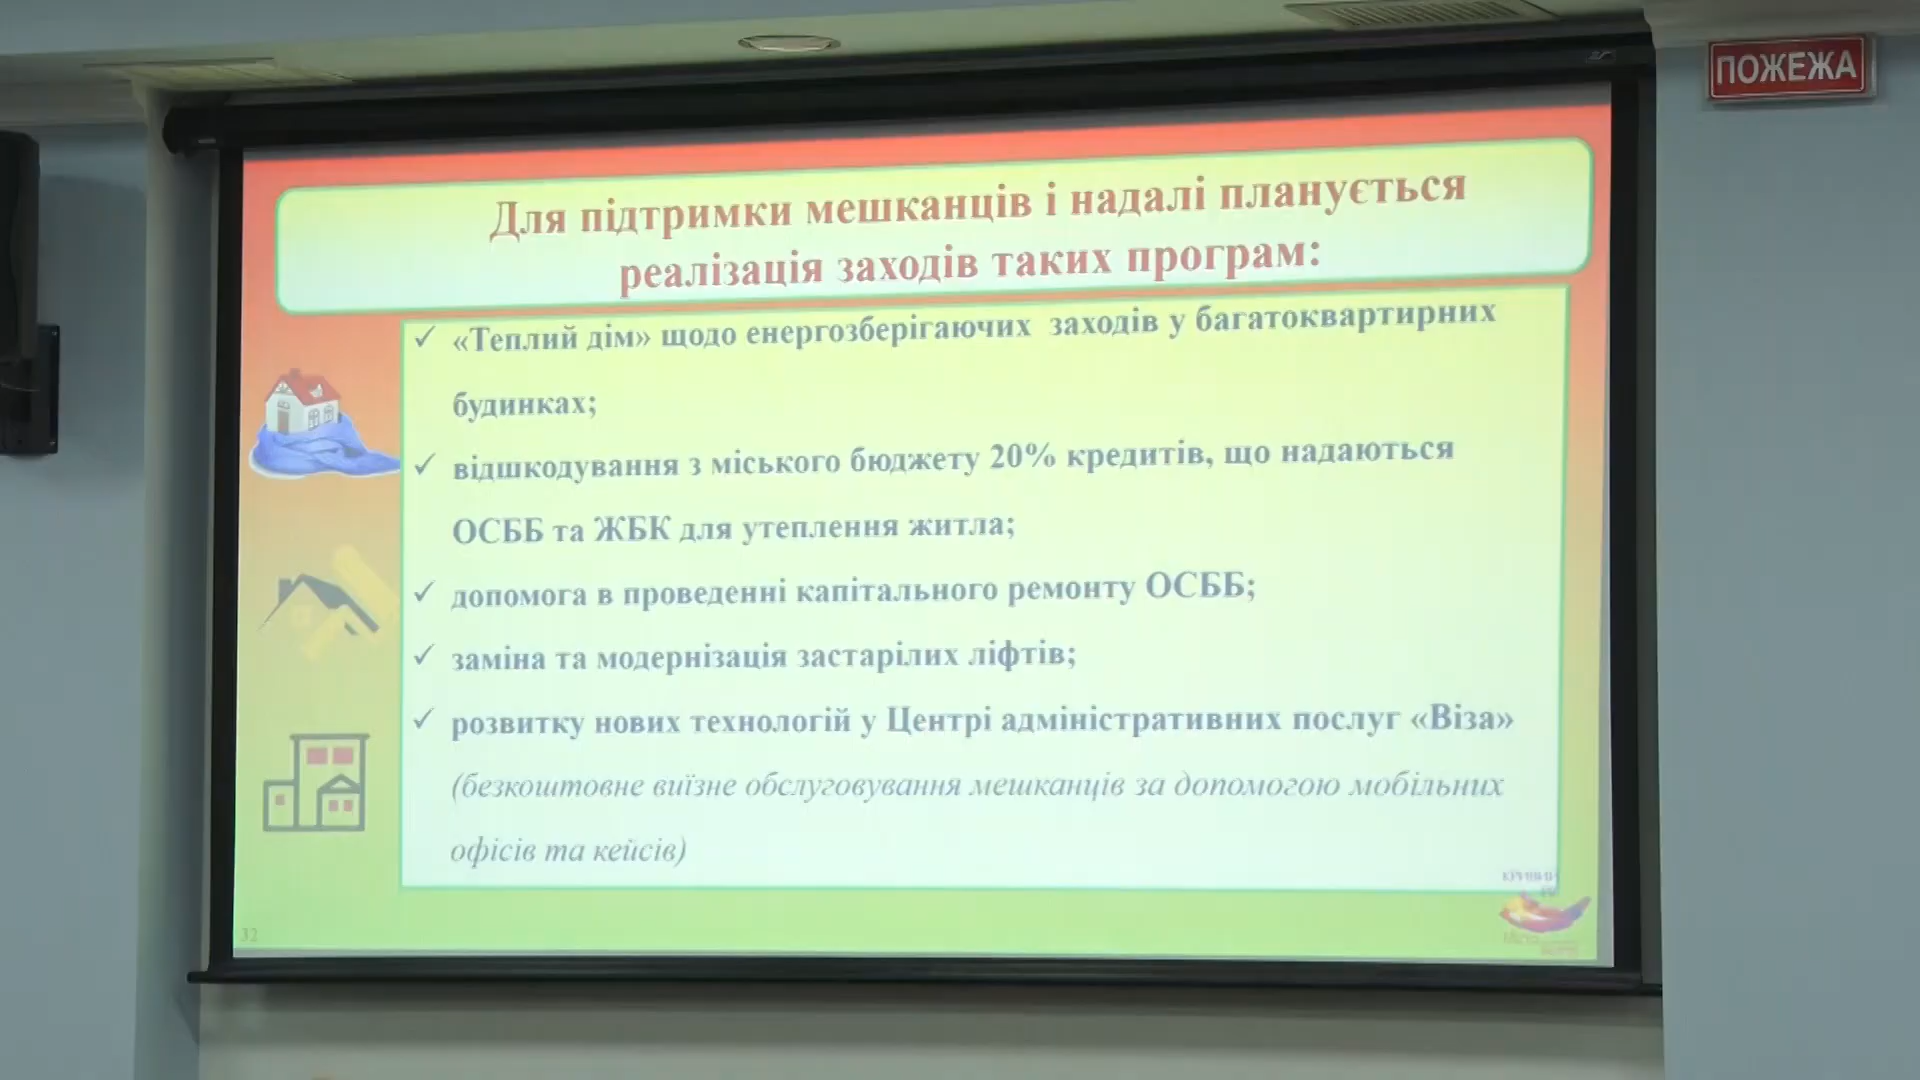 ПОЖЕЖА
Для підтримки мешканців і надалі планується
реалізація заходів таких програм:
✓ «Теплий дім» щодо енергозберігаючих заходів у багатоквартирних
будинках;
✓ відшкодування з міського бюджету 20% кредитів, що надаються
ОСББ та ЖБК для утеплення житла;
✓ допомога в проведенні капітального ремонту ОСББ;
✓ заміна та модернізація застарілих ліфтів;
✓ розвитку нових технологій у Центрі адміністративних послуг «Віза»
(безкоштовне виїзне обслуговування мешканців за допомогою мобільних
офісів та кейсів)
32